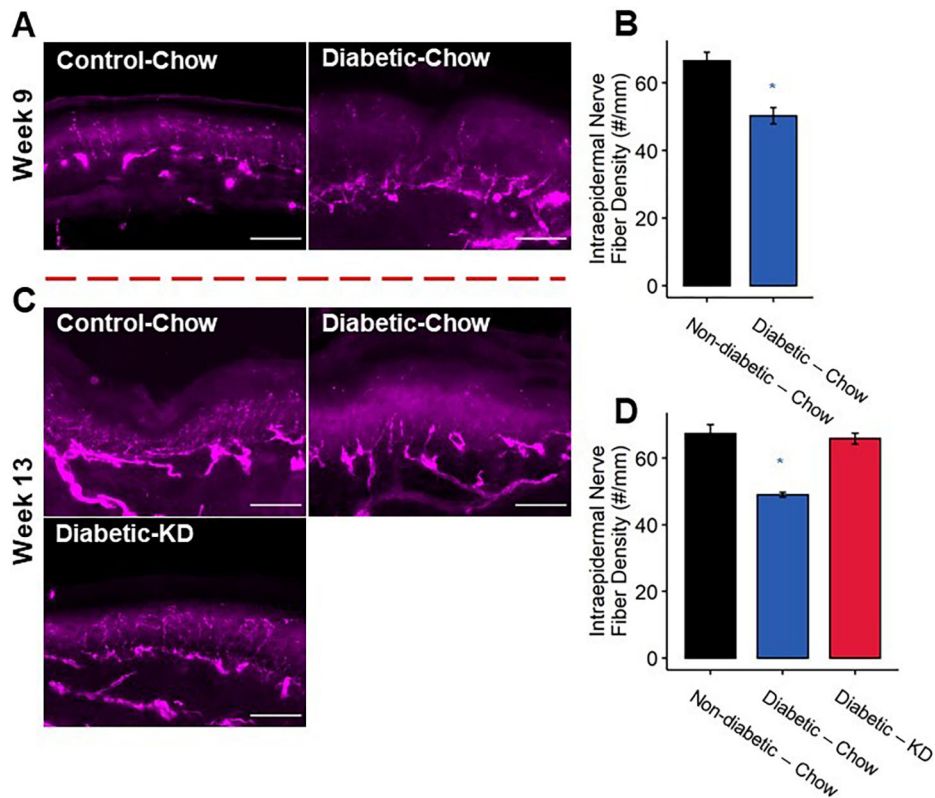 A
Week 9
Control-Chow
Diabetic-Chow
B
Intraepidermal Nerve
Fiber Density (#/mm)
60
40
20
0
*
Non-diabetic – Chow
Diabetic – Chow
C
Week 13
Control-Chow
Diabetic-Chow
Diabetic-KD
D
Intraepidermal Nerve
Fiber Density (#/mm)
60
40
20
0
*
Non-diabetic – Chow
Diabetic – Chow
Diabetic – KD